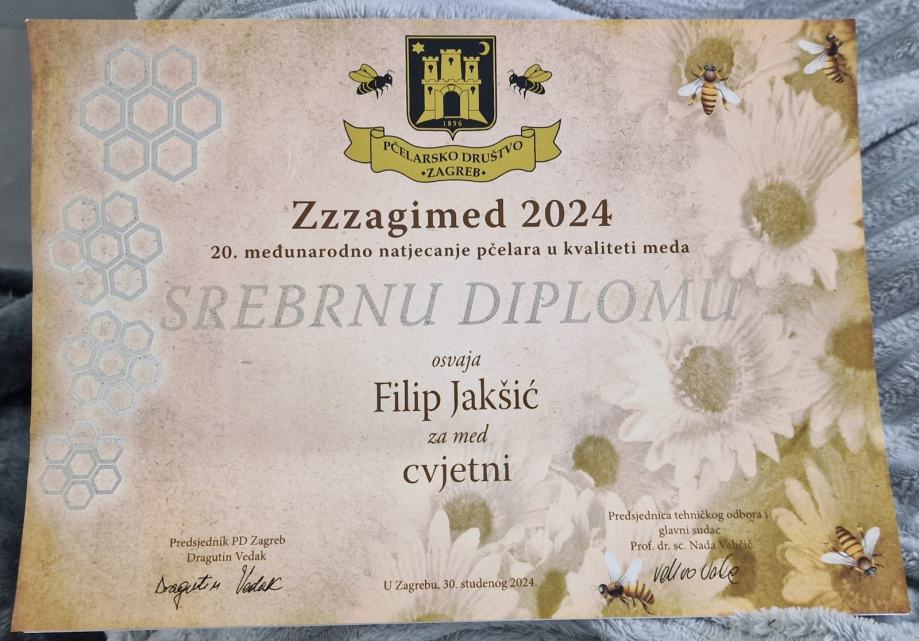 1896
PČELARSKO DRUŠTVO
•ZAGREB•
Zzzagimed 2024
20. međunarodno natjecanje pčelara u kvaliteti meda
SREBRNU DIPLOMU
osvaja
Filip Jakšić
za med
cvjetni
Predsjednik PD Zagreb
Dragutin Vedak
Dragutin Vedak
U Zagrebu, 30. studenog 2024.
Predsjednica tehničkog odbora i
glavni sudac
Prof. dr. sc. Nada Vahčić